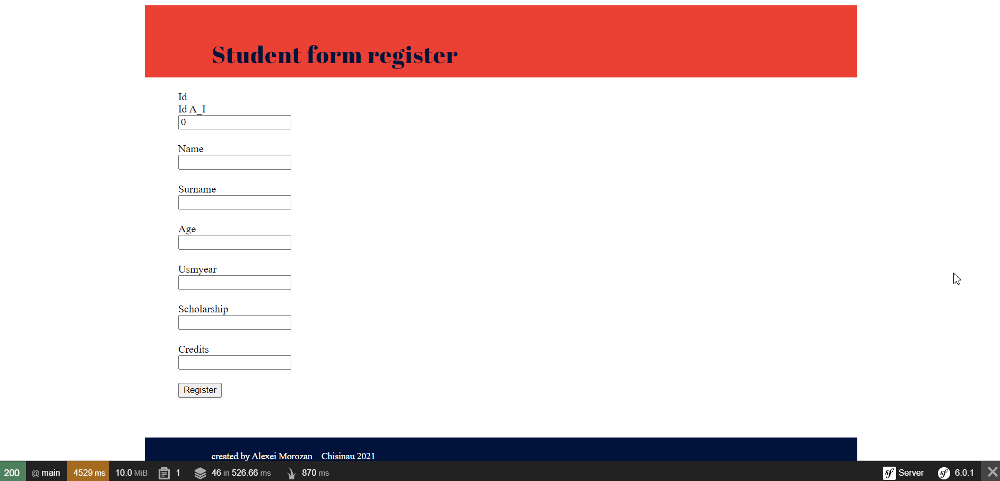 Student form register
Id
Id A_I
0
Name
Surname
Age
Usmyear
Scholarship
Credits
Register
created by Alexei Morozan Chisinau 2021
200 @ main 4529 ms 10.0 MiB 1 46 in 526.66 ms 870 ms sf Server sf 6.0.1